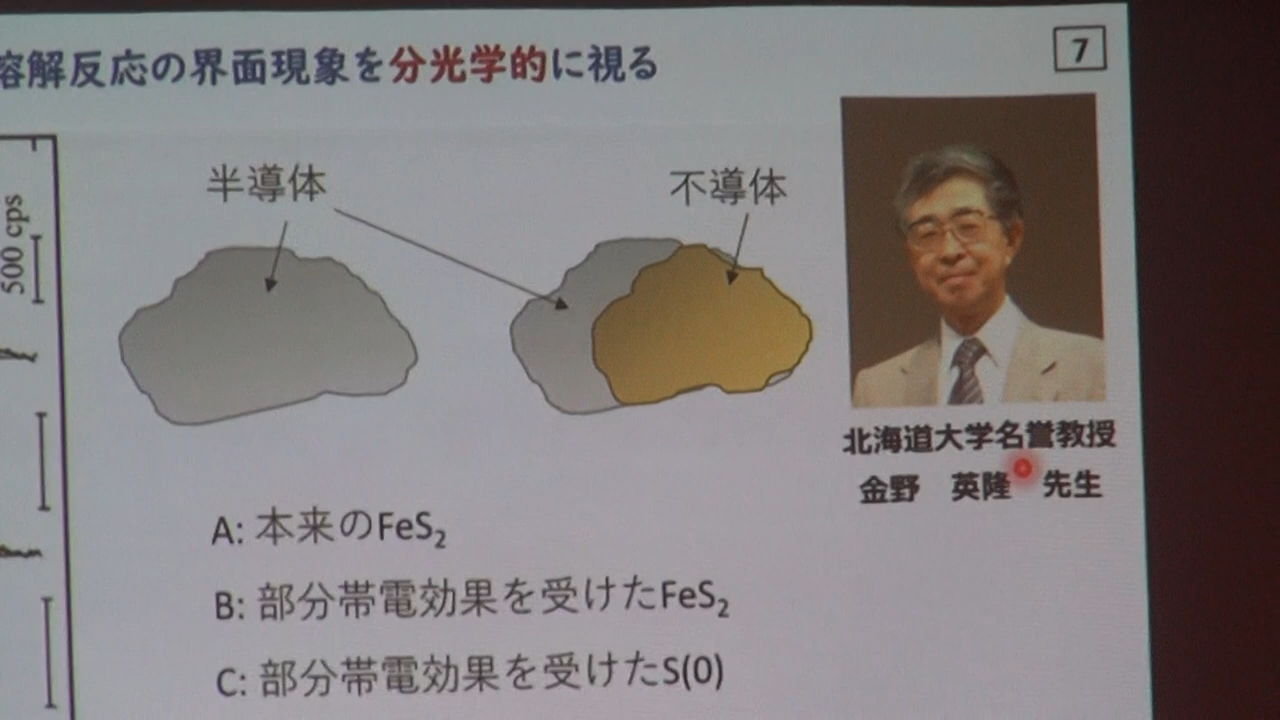 溶解反応の界面現象を分光学的に視る
7
半導体
不導体
500 cps
北海道大学名誉教授
金野 英隆 先生
A: 本来のFeS₂
B: 部分帯電効果を受けたFeS₂
C: 部分帯電効果を受けたS(0)